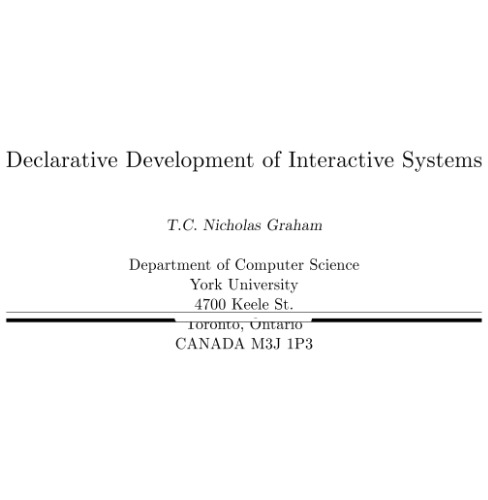 Declarative Development of Interactive Systems
T.C. Nicholas Graham
Department of Computer Science
York University
4700 Keele St.
Toronto, Ontario
CANADA M3J 1P3